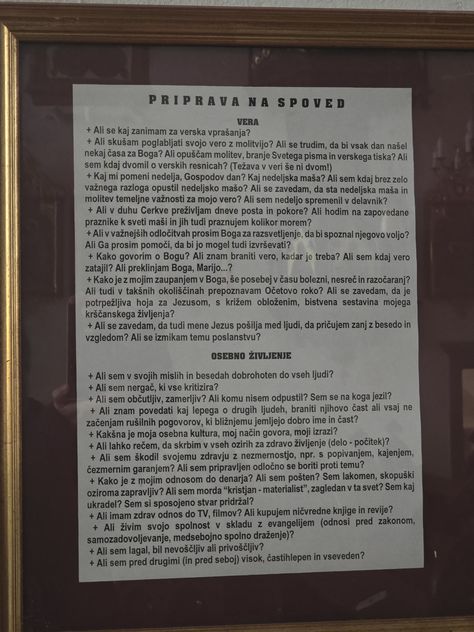 PRIPRAVA NA SPOVED
VERA
+ Ali se kaj zanimam za verska vprašanja?
+ Ali skušam poglabljati svojo vero z molitvijo? Ali se trudim, da bi vsak dan našel
nekaj časa za Boga? Ali opuščam molitev, branje Svetega pisma in verskega tiska? Ali
sem kdaj dvomil o verskih resnicah? (Težava v veri še ni dvom!)
+ Kaj mi pomeni nedelja, Gospodov dan? Kaj nedeljska maša? Ali sem kdaj brez zelo
važnega razloga opustil nedeljsko mašo? Ali se zavedam, da sta nedeljska maša in
molitev temeljne važnosti za mojo vero? Ali sem nedeljo spremenil v delavnik?
+ Ali v duhu Cerkve preživljam dneve posta in pokore? Ali hodim na zapovedane
praznike k sveti maši in jih tudi praznujem kolikor morem?
+ Ali v važnejših odločitvah prosim Boga za razsvetljenje, da bi spoznal njegovo voljo?
Ali Ga prosim pomoči, da bi jo mogel tudi izvrševati?
+ Kako govorim o Bogu? Ali znam braniti vero, kadar je treba? Ali sem kdaj vero
zatajil? Ali preklinjam Boga, Marijo...?
+ Kako je z mojim zaupanjem v Boga, še posebej v času bolezni, nesreč in razočaranj?
Ali tudi v takšnih okoliščinah prepoznavam Očetovo roko? Ali se zavedam, da je
potrpežljiva hoja za Jezusom, s križem obloženim, bistvena sestavina mojega
krščanskega življenja?
+ Ali se zavedam, da tudi mene Jezus pošilja med ljudi, da pričujem zanj z besedo in
vzgledom? Ali se izmikam temu poslanstvu?
OSEBNO ŽIVLJENJE
+ Ali sem v svojih mislih in besedah dobrohoten do vseh ljudi?
+ Ali sem nergač, ki vse kritizira?
+ Ali sem občutljiv, zamerljiv? Ali komu nisem odpustil? Sem se na koga jezil?
+ Ali znam povedati kaj lepega o drugih ljudeh, braniti njihovo čast ali vsaj ne
začenjam rušilnih pogovorov, ki bližnjemu jemljejo dobro ime in čast?
+ Kakšna je moja osebna kultura, moj način govora, moji izrazi?
+ Ali lahko rečem, da skrbim v vseh ozirih za zdravo življenje (delo - počitek)?
+ Ali sem škodil svojemu zdravju z nezmernostjo, npr. s popivanjem, kajenjem,
čezmernim garanjem? Ali sem pripravljen odločno se boriti proti temu?
+ Kako je z mojim odnosom do denarja? Ali sem pošten? Sem lakomen, skopuški
oziroma zapravljiv? Ali sem morda "kristjan - materialist", zagledan v ta svet? Sem kaj
ukradel? Sem si sposojeno stvar pridržal?
+ Ali imam zdrav odnos do TV, filmov? Ali kupujem ničvredne knjige in revije?
+ Ali živim svojo spolnost v skladu z evangelijem (odnosi pred zakonom,
samozadovoljevanje, medsebojno spolno draženje)?
+ Ali sem lagal, bil nevoščljiv ali privoščljiv?
+ Ali sem pred drugimi (in pred seboj) visok, častihlepen in vseveden?